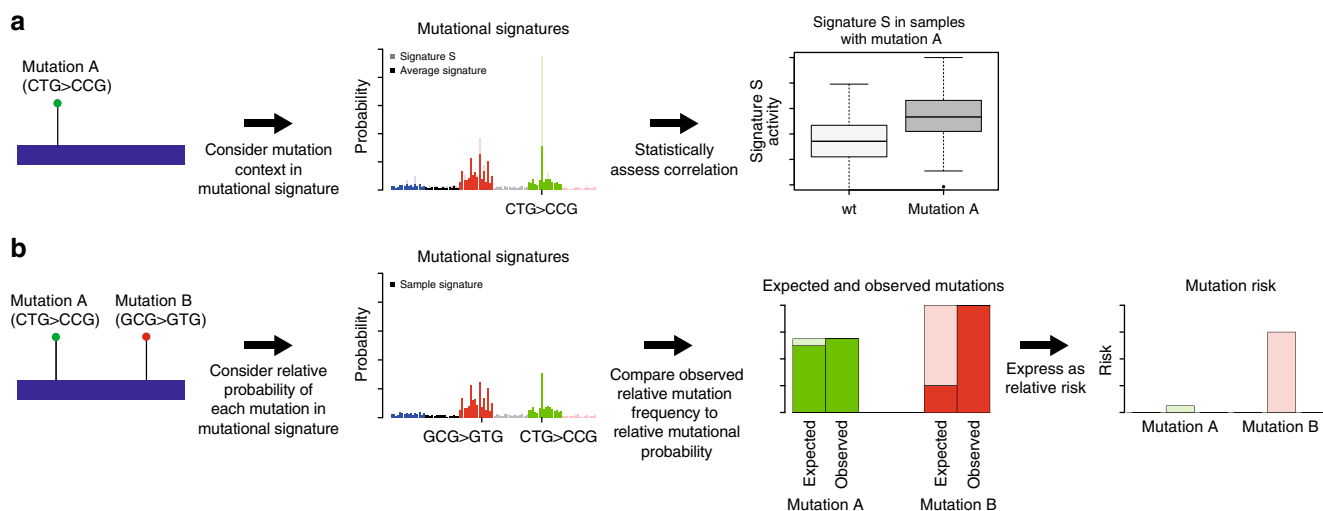 a
Mutation A
(CTG>CCG)
Consider mutation
context in
mutational signature
Mutational signatures
Signature S
Average signature
Probability
CTG>CCG
Statistically
assess correlation
Signature S in samples
with mutation A
Signature S
activity
wt
Mutation A
b
Mutation A
(CTG>CCG)
Mutation B
(GCG>GTG)
Consider relative
probability of
each mutation in
mutational signature
Mutational signatures
Sample signature
Probability
GCG>GTG
CTG>CCG
Compare observed
relative mutation
frequency to
relative mutational
probability
Expected and observed mutations
Expected
Observed
Mutation A
Expected
Observed
Mutation B
Express as
relative risk
Mutation risk
Risk
Mutation A
Mutation B